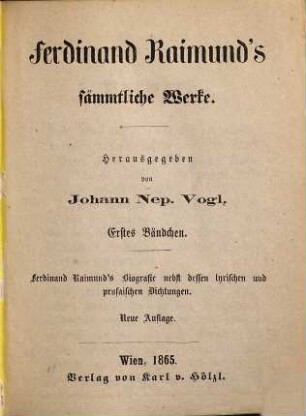 Ferdinand Raimund's
sämmtliche Werke.
Herausgegeben
von
Johann Nep. Vogl.
Erstes Bändchen.
Ferdinand Raimund's Biografie nebst dessen lyrischen und
prosaischen Dichtungen.
Neue Auflage.
Wien, 1865.
Verlag von Karl v. Hölzl.